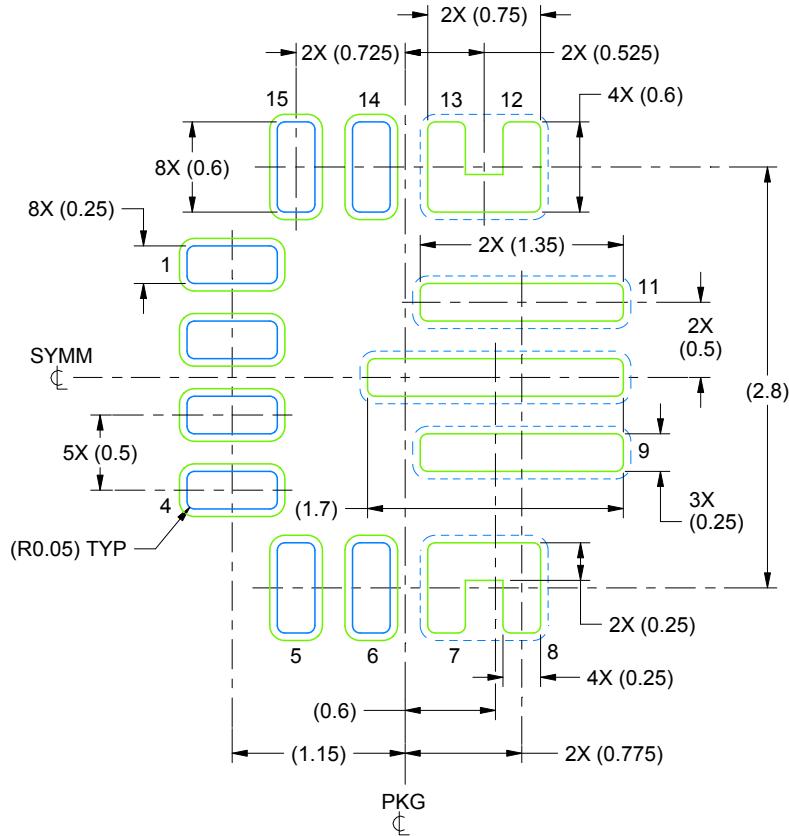 2X (0.75)
2X (0.725)
2X (0.525)
15
14
13
12
4X (0.6)
8X (0.6)
8X (0.25)
1
2X (1.35)
11
2X
(0.5)
SYMM
℄
(2.8)
5X (0.5)
9
4
(1.7)
3X
(0.25)
(R0.05) TYP
2X (0.25)
5
6
7
8
4X (0.25)
(0.6)
(1.15)
2X (0.775)
PKG
℄